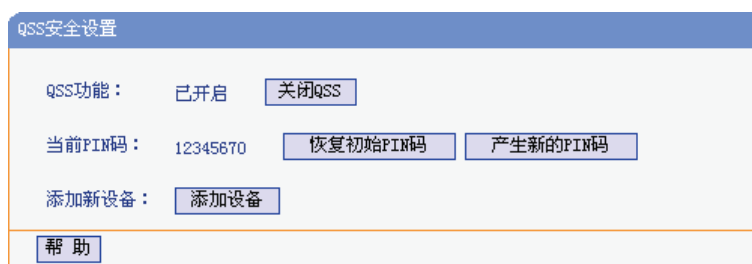 QSS安全设置
QSS功能： 已开启 关闭QSS
当前PIN码： 12345670 恢复初始PIN码 产生新的PIN码
添加新设备： 添加设备
帮 助